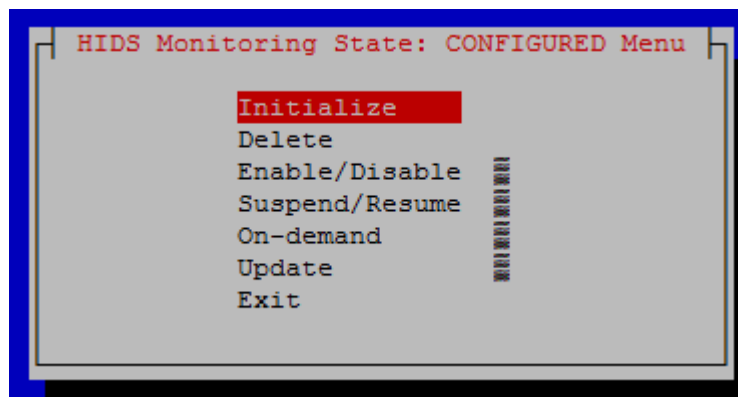 HIDS Monitoring State: CONFIGURED Menu
Initialize
Delete
Enable/Disable
Suspend/Resume
On-demand
Update
Exit